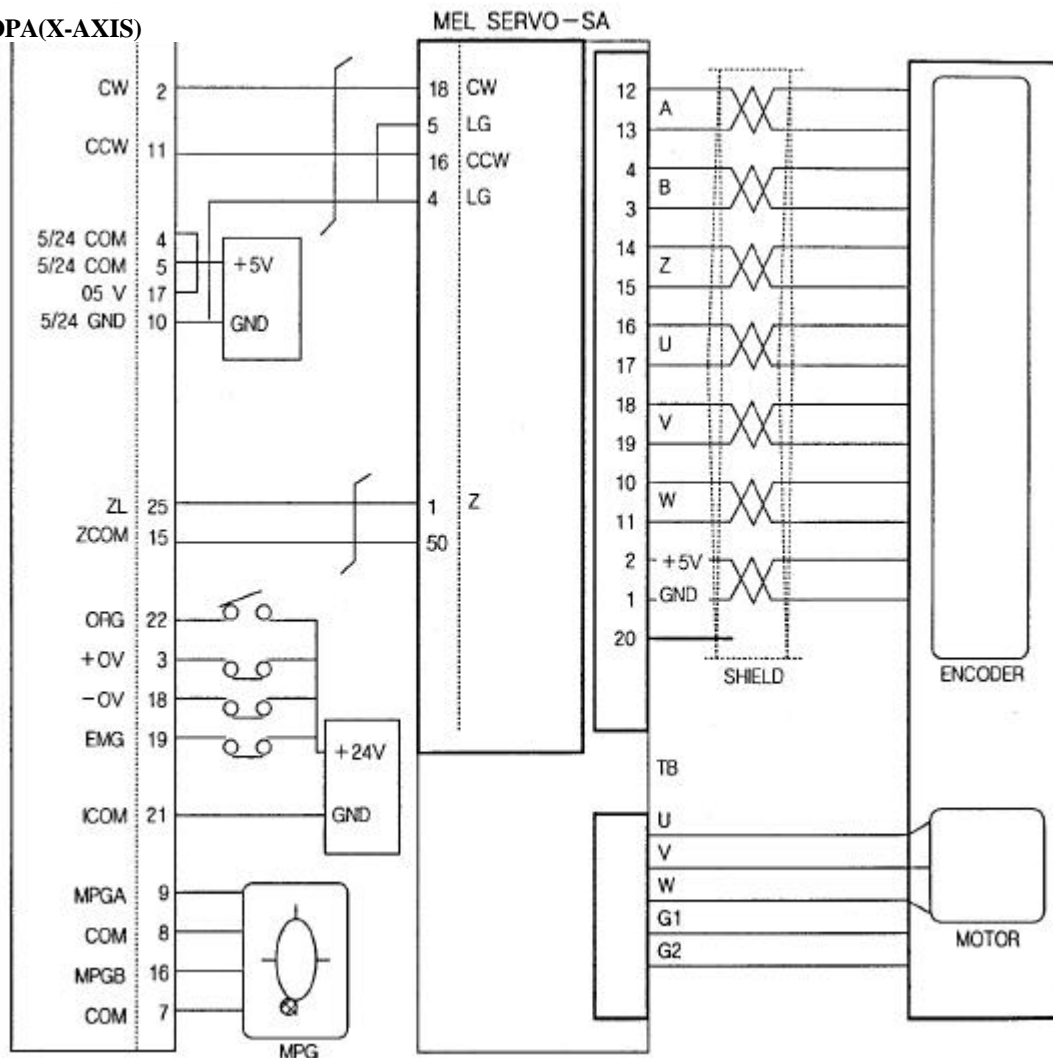 OPA(X-AXIS)
MEL SERVO-SA
CW 2
CCW 11
5/24 COM 4
5/24 COM 5
05 V 17
5/24 GND 10
+5V
GND
ZL 25
ZCOM 15
ORG 22
+OV 3
-OV 18
EMG 19
ICOM 21
+24V
GND
MPGA 9
COM 8
MPGB 16
COM 7
MPG
18 CW
5 LG
16 CCW
4 LG
1 Z
50
12
A
13
4
B
3
14
Z
15
16
U
17
18
V
19
10
W
11
2 +5V
1 GND
20
SHIELD
ENCODER
TB
U
V
W
G1
G2
MOTOR